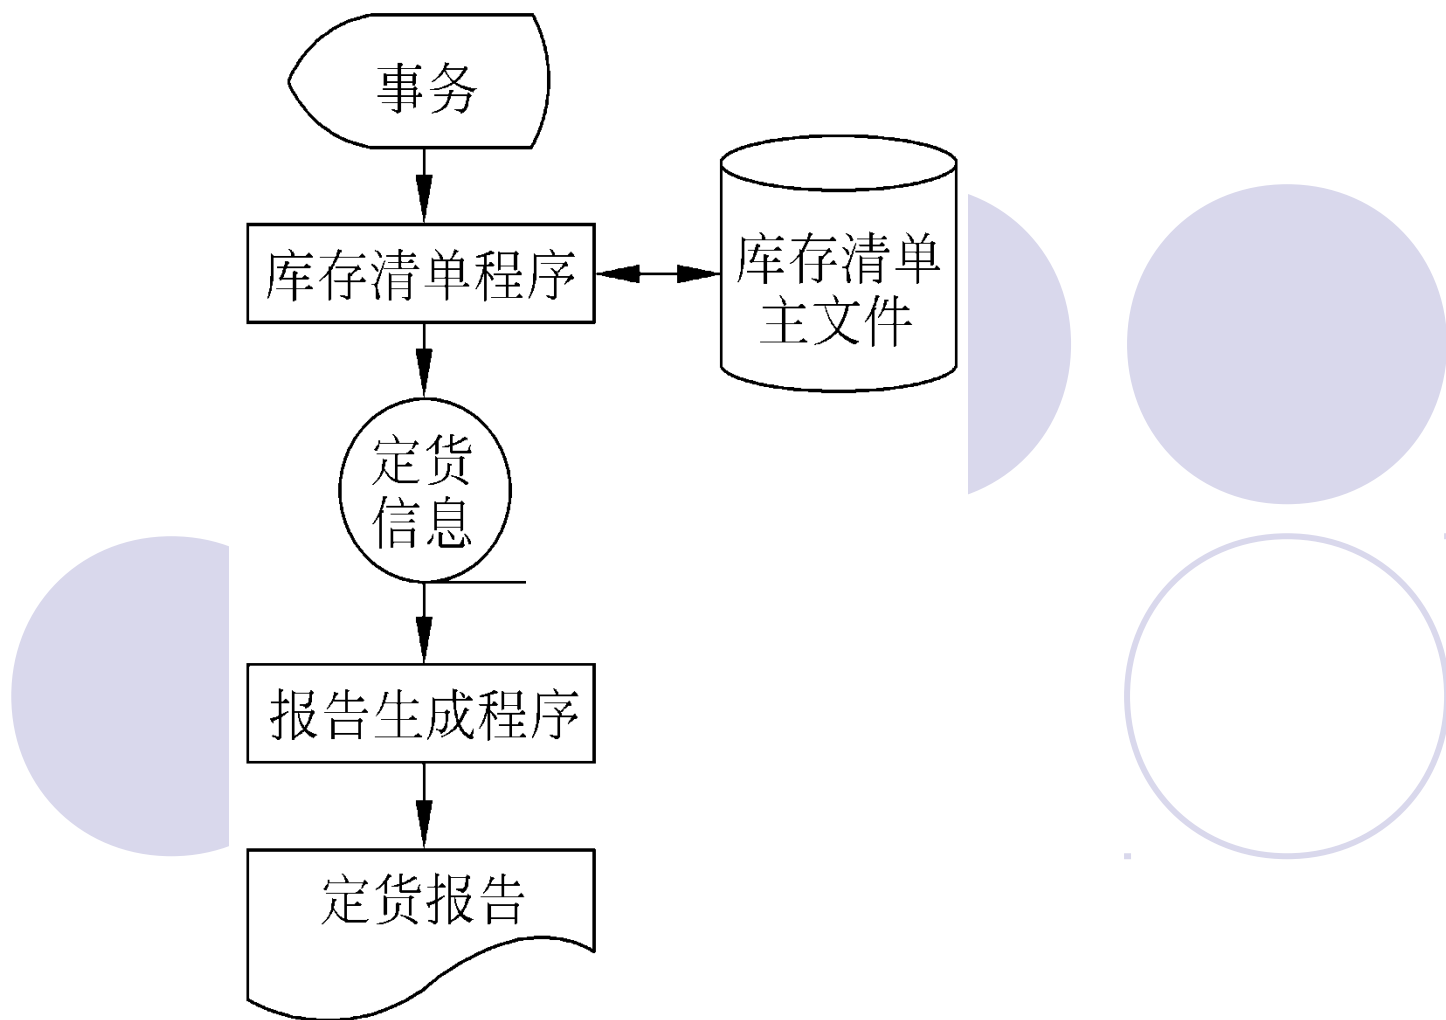 事务
库存清单程序
库存清单
主文件
定货
信息
报告生成程序
定货报告